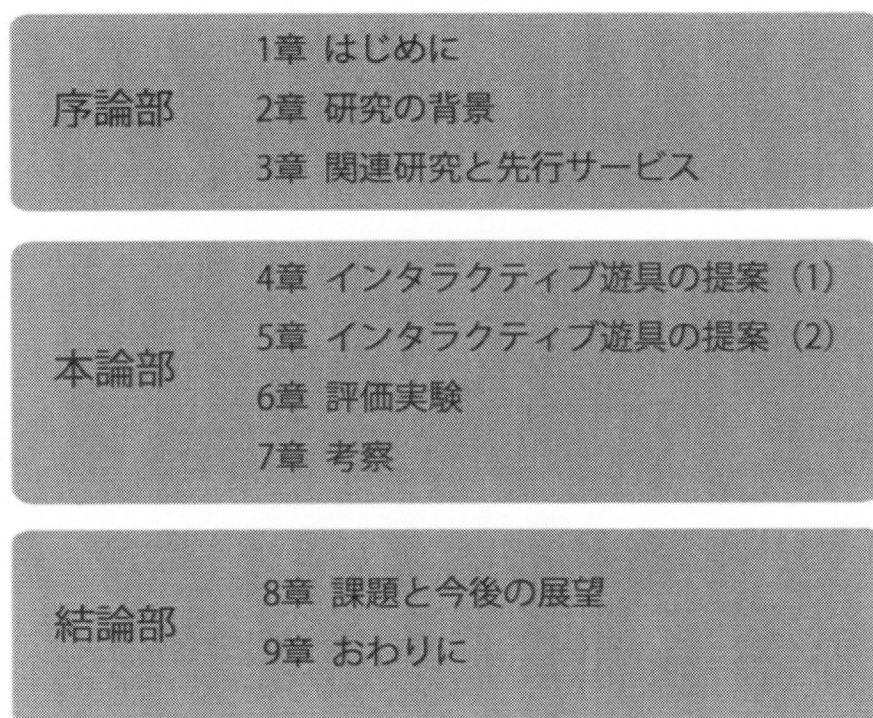 序論部
1章 はじめに
2章 研究の背景
3章 関連研究と先行サービス
本論部
4章 インタラクティブ遊具の提案（1）
5章 インタラクティブ遊具の提案（2）
6章 評価実験
7章 考察
結論部
8章 課題と今後の展望
9章 おわりに